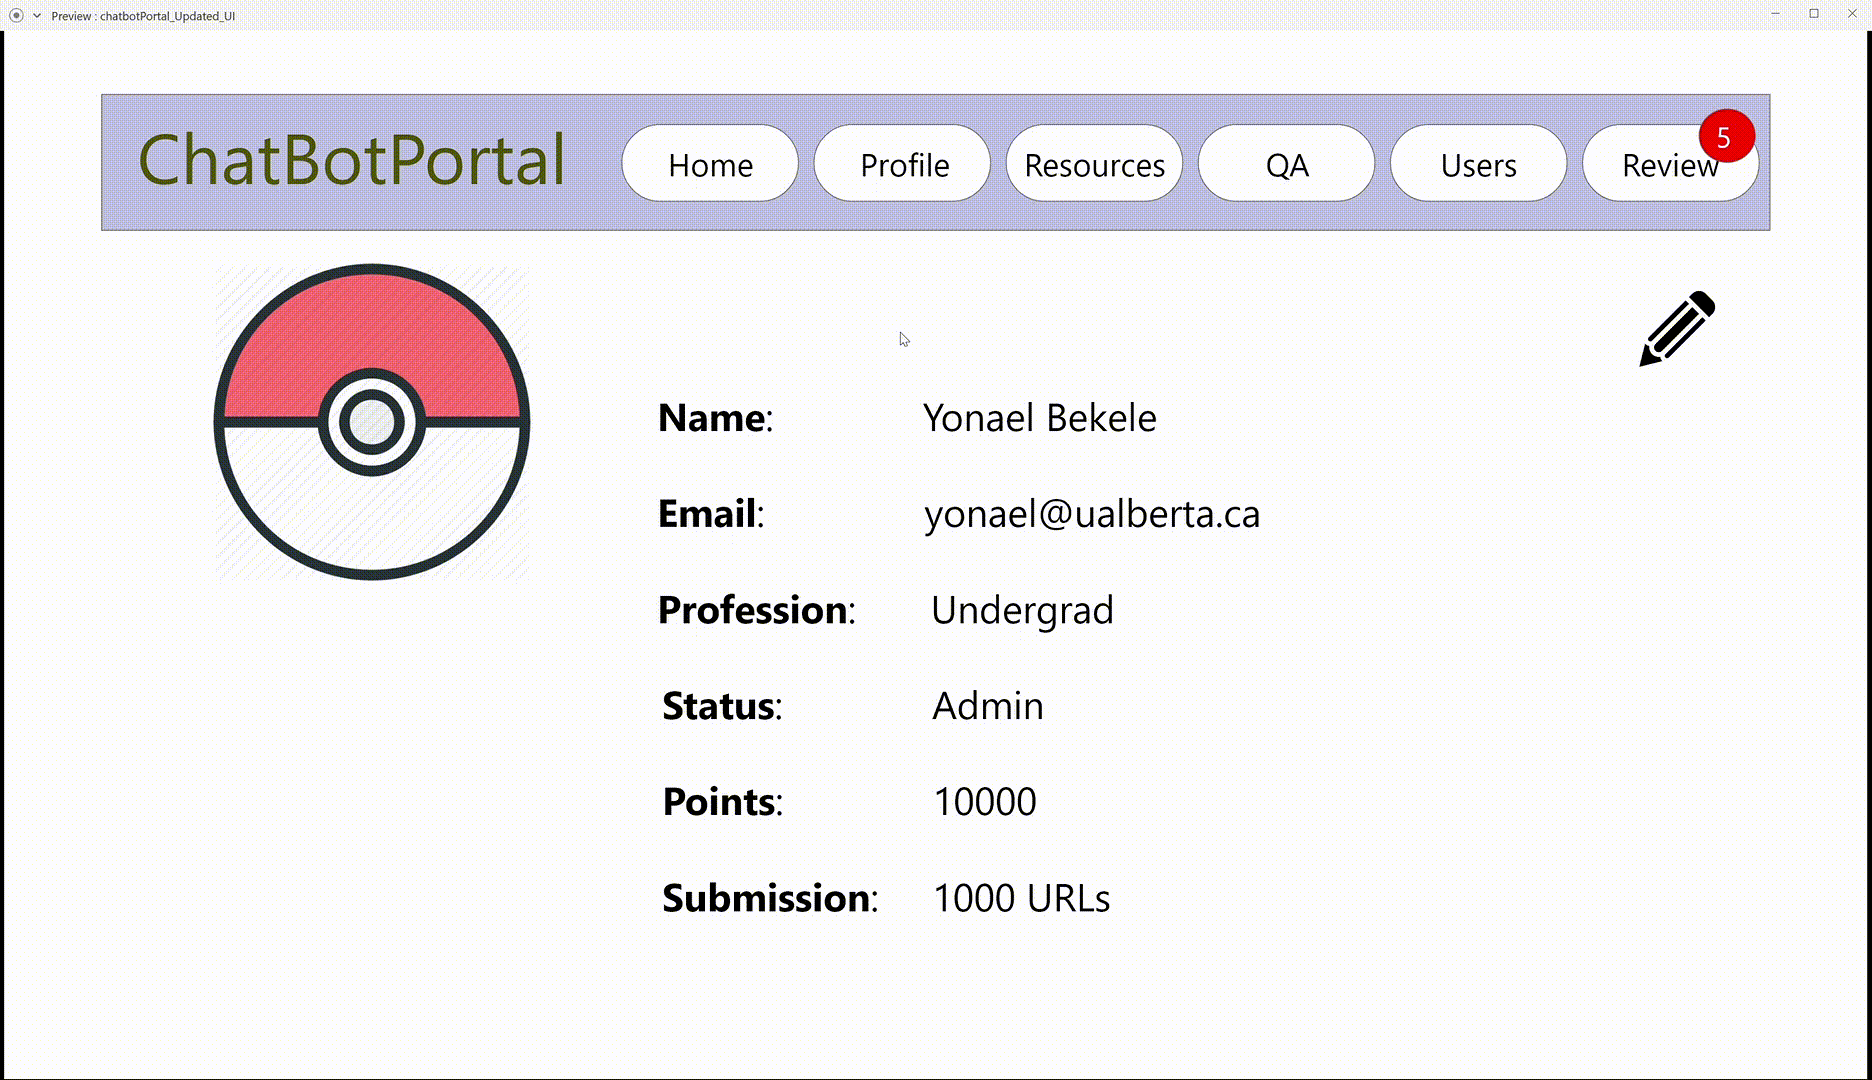 Preview : chatbotPortal_Updated_UI
ChatBotPortal
Home
Profile
Resources
QA
Users
Review
5
Name: Yonael Bekele
Email: yonael@ualberta.ca
Profession: Undergrad
Status: Admin
Points: 10000
Submission: 1000 URLs